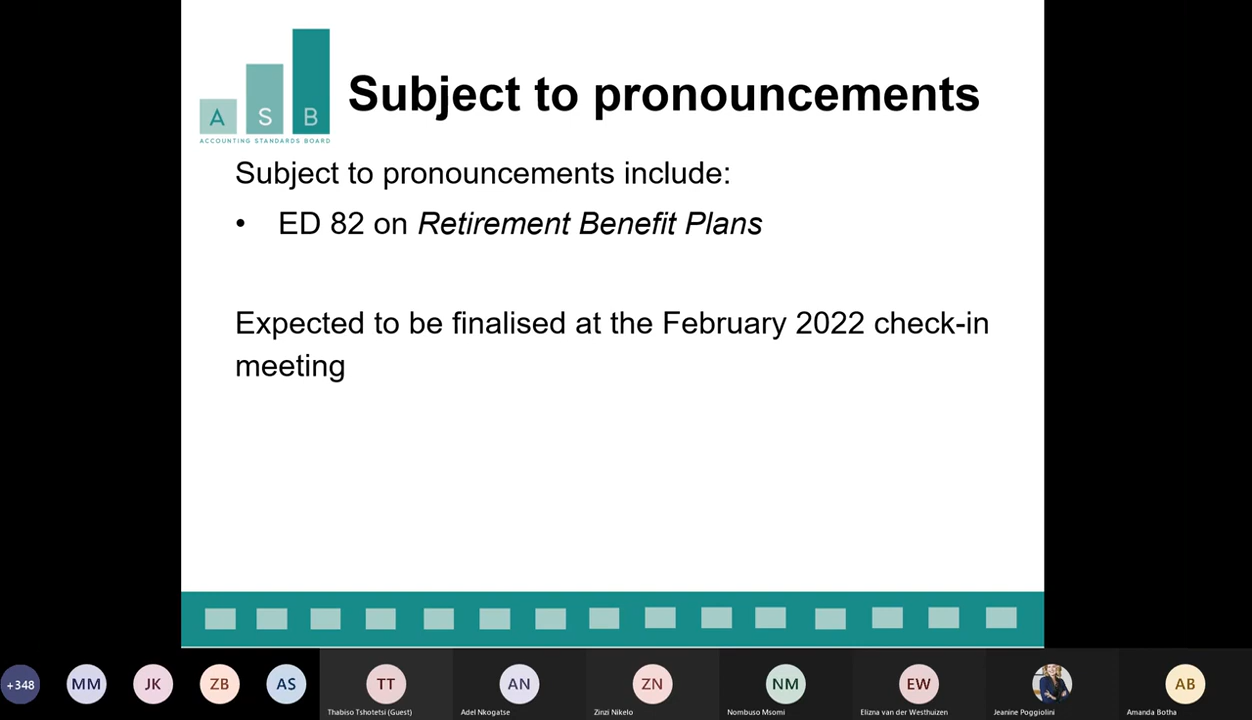 A S B
ACCOUNTING STANDARDS BOARD
Subject to pronouncements
Subject to pronouncements include:
• ED 82 on Retirement Benefit Plans
Expected to be finalised at the February 2022 check-in
meeting
+348 MM JK ZB AS TT AN ZN NM EW AB
Thabiso Tshotetsi (Guest) Adel Nkogatse Zinzi Nikelo Nombuso Msomi Elizna van der Westhuizen Jeanine Poggiolini Amanda Botha